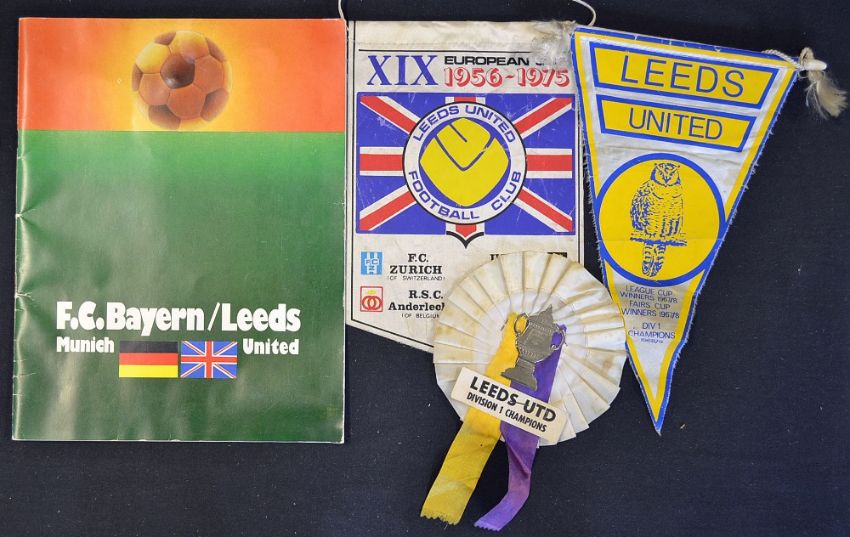 F.C. Bayern/Leeds
Munich United
XIX EUROPEAN
1956-1975
LEEDS UNITED
FOOTBALL CLUB
F.C.
ZURICH
(OF SWITZERLAND)
R.S.C.
Anderlech
(OF BELGIUM
LEEDS UTD
DIVISION 1 CHAMPIONS
LEEDS
UNITED
LEAGUE CUP
WINNERS 1967/8
FAIRS CUP
WINNERS 1967/8
DIV 1
CHAMPIONS